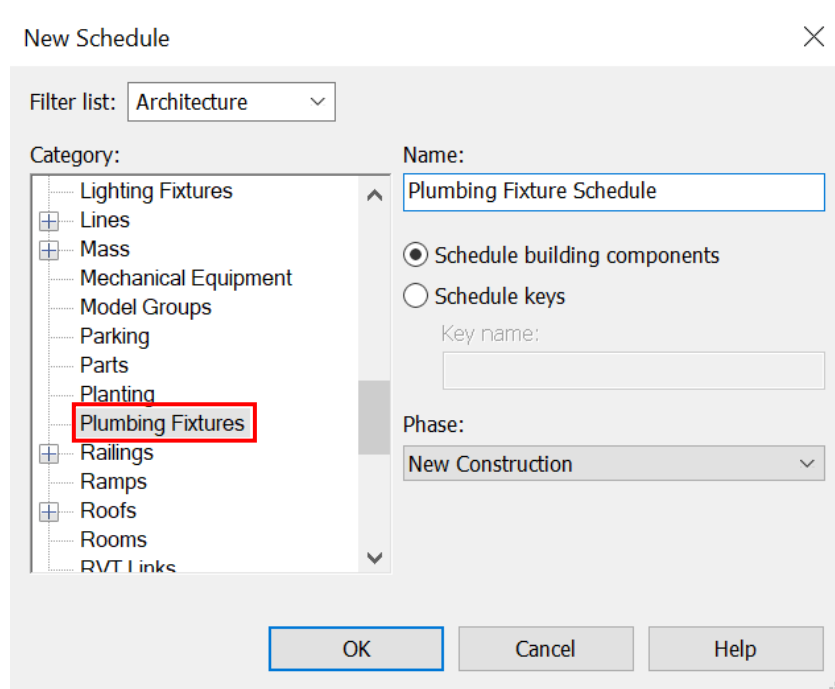 New Schedule
Filter list: Architecture
Category:
Lighting Fixtures
Lines
Mass
Mechanical Equipment
Model Groups
Parking
Parts
Planting
Plumbing Fixtures
Railings
Ramps
Roofs
Rooms
RVT Links
Name:
Plumbing Fixture Schedule
Schedule building components
Schedule keys
Key name:
Phase:
New Construction
OK
Cancel
Help